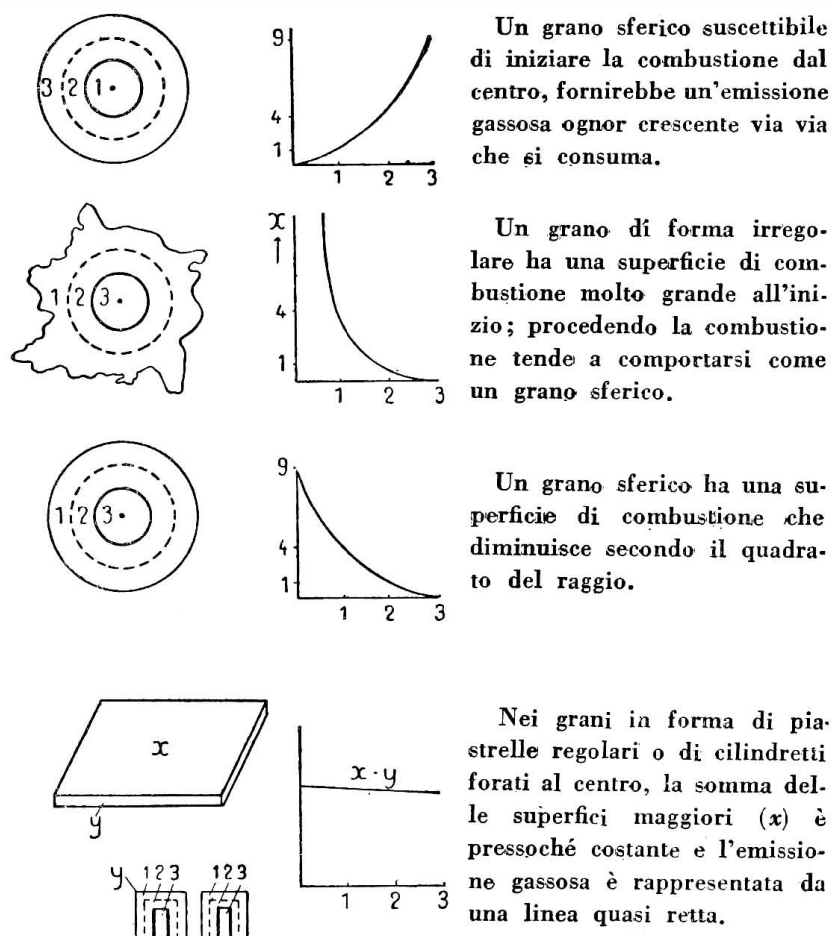 3 2 1
9
4
1
1 2 3
Un grano sferico suscettibile
di iniziare la combustione dal
centro, fornirebbe un'emissione
gassosa ognor crescente via via
che si consuma.
1 2 3
x
↑
4
1
1 2 3
Un grano di forma irrego-
lare ha una superficie di com-
bustione molto grande all'ini-
zio; procedendo la combustio-
ne tende a comportarsi come
un grano sferico.
1 2 3
9
4
1
1 2 3
Un grano sferico ha una su-
perficie di combustione che
diminuisce secondo il quadra-
to del raggio.
x
y
y 1 2 3 1 2 3
x · y
1 2 3
Nei grani in forma di pia-
strelle regolari o di cilindretti
forati al centro, la somma del-
le superfici maggiori (x) è
pressoché costante e l'emissio-
ne gassosa è rappresentata da
una linea quasi retta.